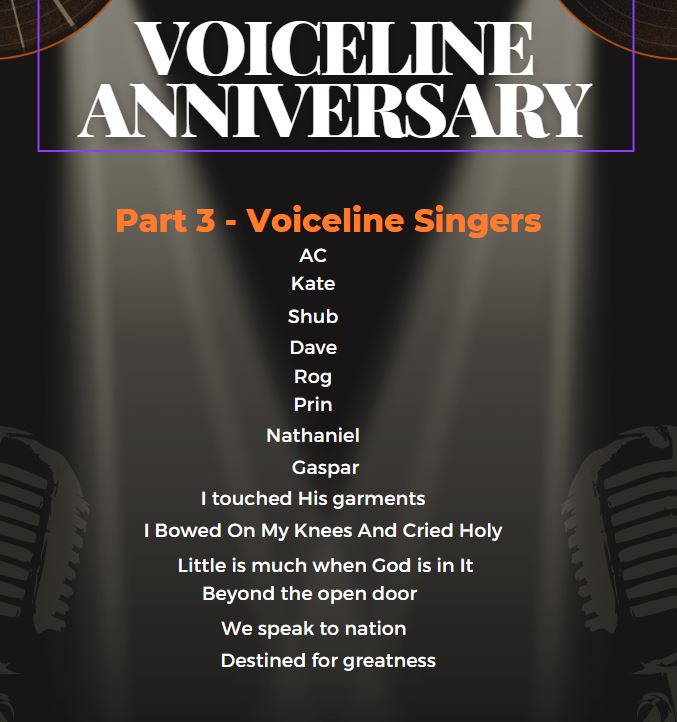 VOICELINE
ANNIVERSARY
Part 3 - Voiceline Singers
AC
Kate
Shub
Dave
Rog
Prin
Nathaniel
Gaspar
I touched His garments
I Bowed On My Knees And Cried Holy
Little is much when God is in It
Beyond the open door
We speak to nation
Destined for greatness